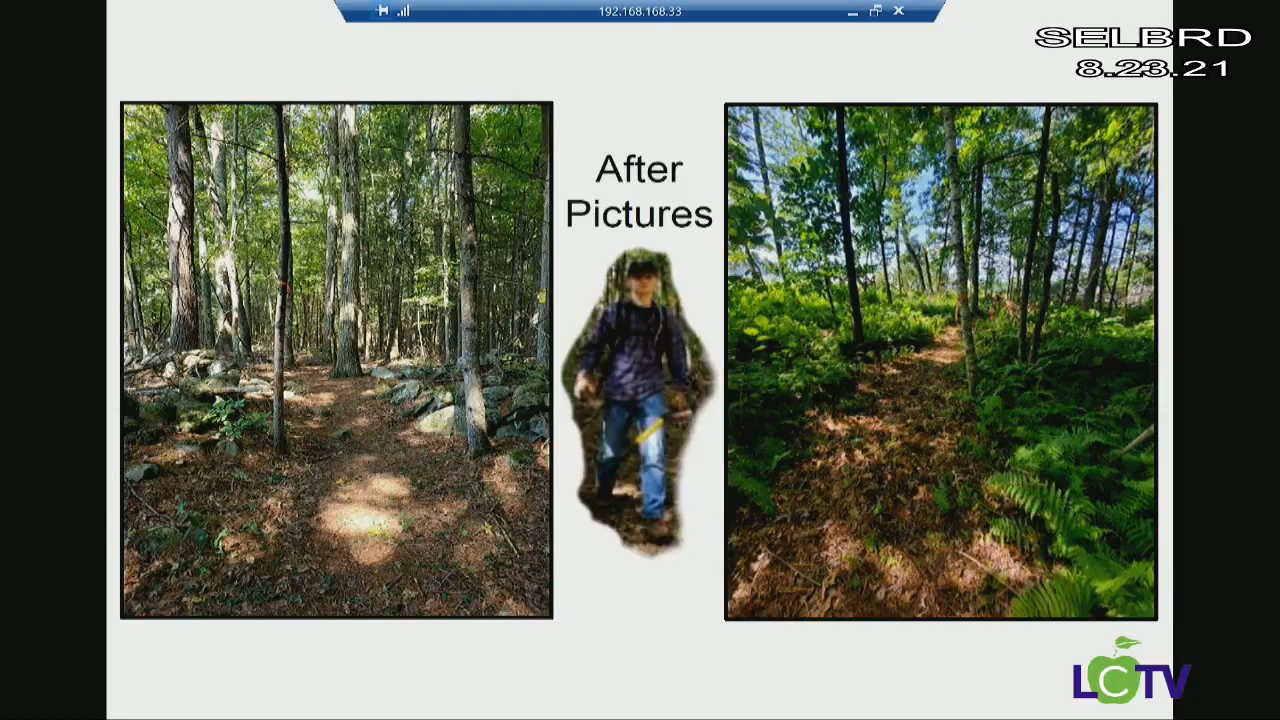 192.168.168.33
SELBRD
8.23.21
After
Pictures
LCTV